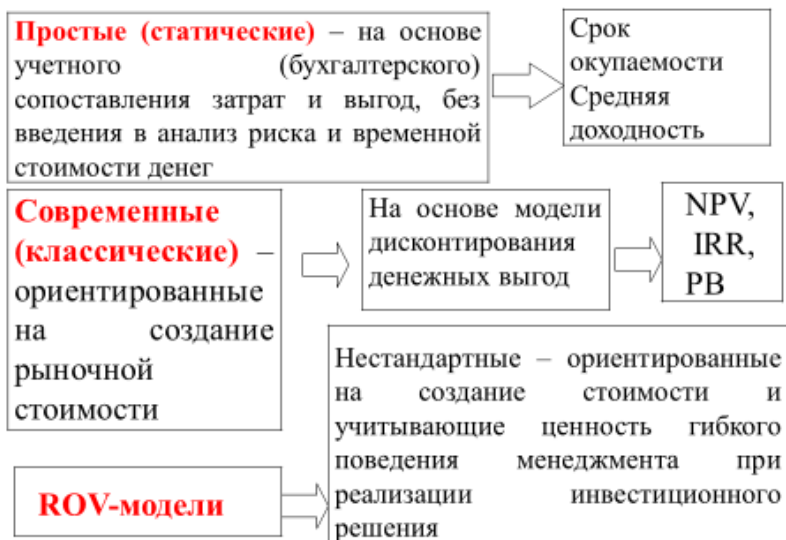 Простые (статические) – на основе
учетного (бухгалтерского)
сопоставления затрат и выгод, без
введения в анализ риска и временной
стоимости денег
Срок
окупаемости
Средняя
доходность
Современные
(классические) –
ориентированные
на создание
рыночной
стоимости
На основе модели
дисконтирования
денежных выгод
NPV,
IRR,
PB
ROV-модели
Нестандартные – ориентированные
на создание стоимости и
учитывающие ценность гибкого
поведения менеджмента при
реализации инвестиционного
решения